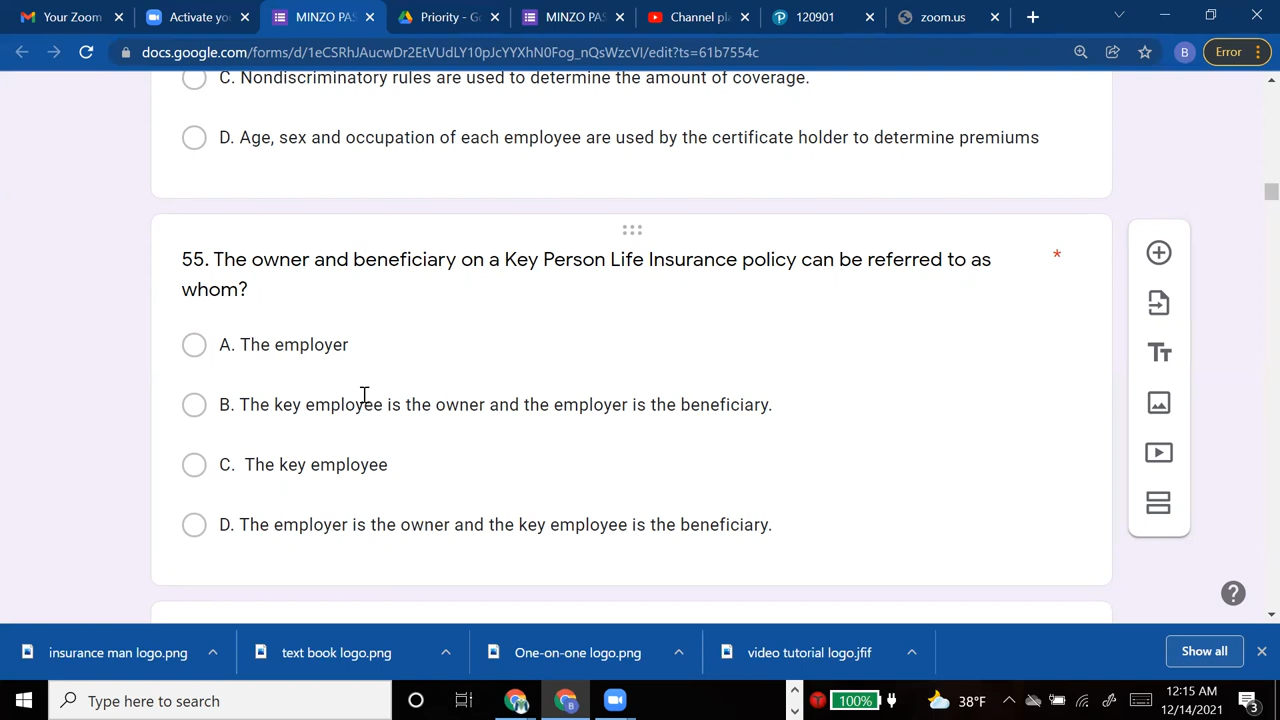 Your Zoom
Activate you
MINZO PAS
Priority - Go
MINZO PAS
Channel pla
120901
zoom.us
docs.google.com/forms/d/1eCSRhJAucwDr2EtVUdLY10pJcYYXhN0Fog_nQsWzcVI/edit?ts=61b7554c
B
Error
C. Nondiscriminatory rules are used to determine the amount of coverage.
D. Age, sex and occupation of each employee are used by the certificate holder to determine premiums
55. The owner and beneficiary on a Key Person Life Insurance policy can be referred to as *
whom?
A. The employer
B. The key employee is the owner and the employer is the beneficiary.
C. The key employee
D. The employer is the owner and the key employee is the beneficiary.
insurance man logo.png
text book logo.png
One-on-one logo.png
video tutorial logo.jfif
Show all
Type here to search
100%
38°F
12:15 AM
12/14/2021
3